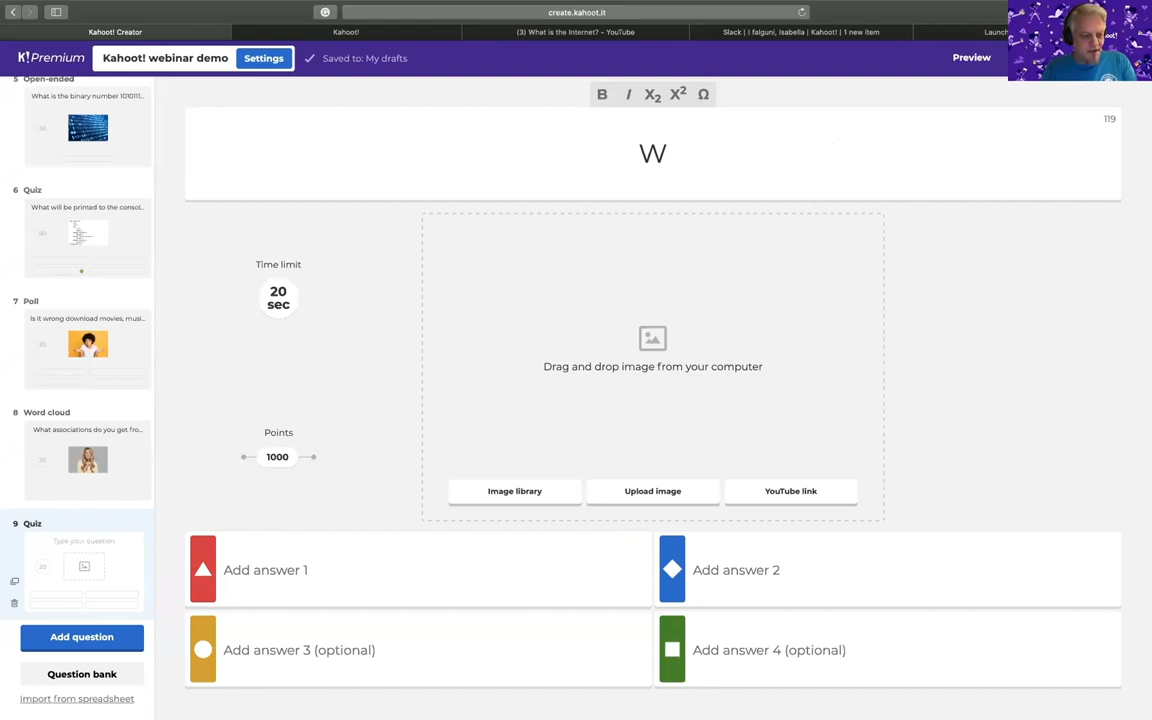 create.kahoot.it
Kahoot! Creator
Kahoot!
(3) What is the Internet? - YouTube
Slack | I falguni, Isabella | Kahoot! | 1 new item
Launch
K!Premium
Kahoot! webinar demo
Settings
Saved to: My drafts
Preview
5 Open-ended
What is the binary number 1010111...
30
6 Quiz
What will be printed to the consol...
90
7 Poll
Is it wrong download movies, musi...
20
8 Word cloud
What associations do you get fro...
30
9 Quiz
Type your question
20
Add question
Question bank
Import from spreadsheet
B I X2 X2 Ω
119
W
Time limit
20
sec
Points
1000
Drag and drop image from your computer
Image library
Upload image
YouTube link
Add answer 1
Add answer 2
Add answer 3 (optional)
Add answer 4 (optional)